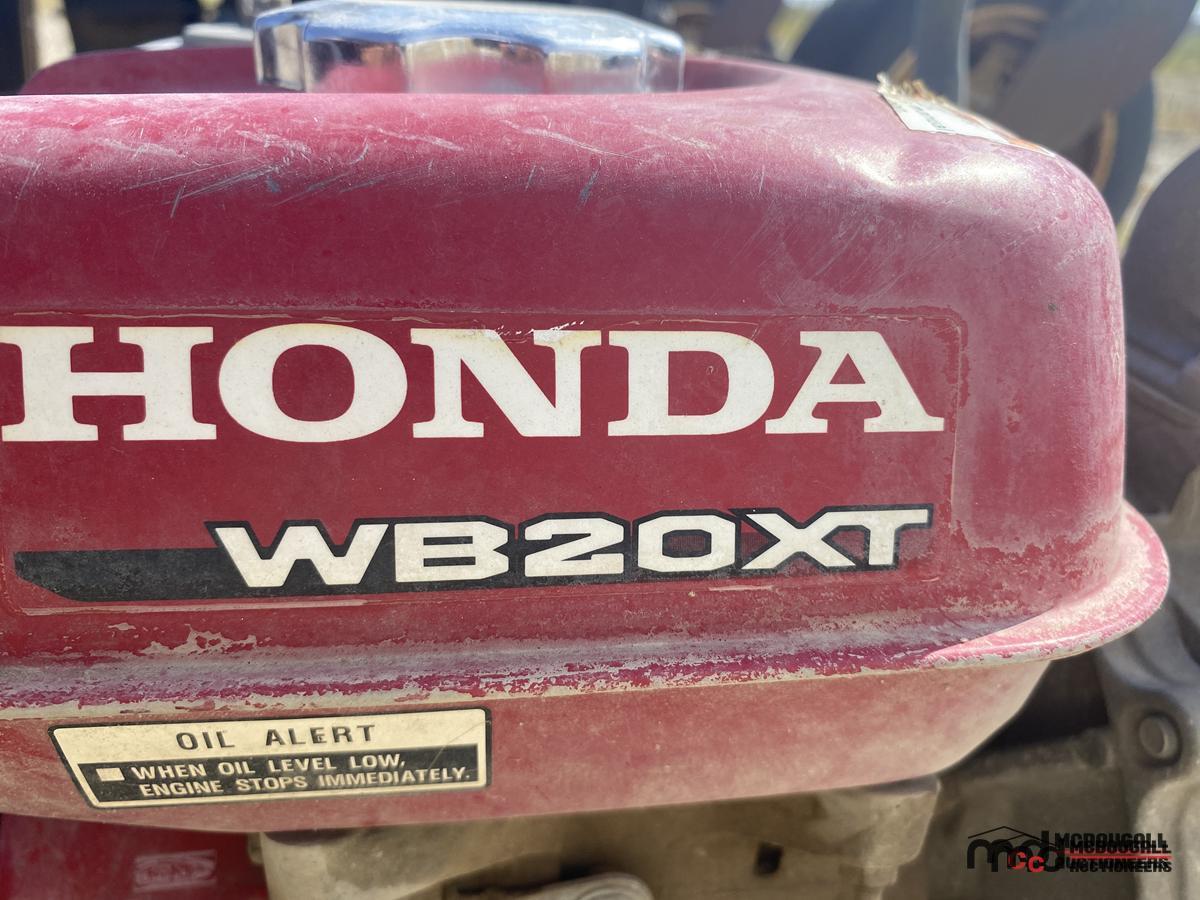 HONDA
WB20XT
OIL ALERT
WHEN OIL LEVEL LOW,
ENGINE STOPS IMMEDIATELY.
MCDOUGALL
AUCTIONEERS